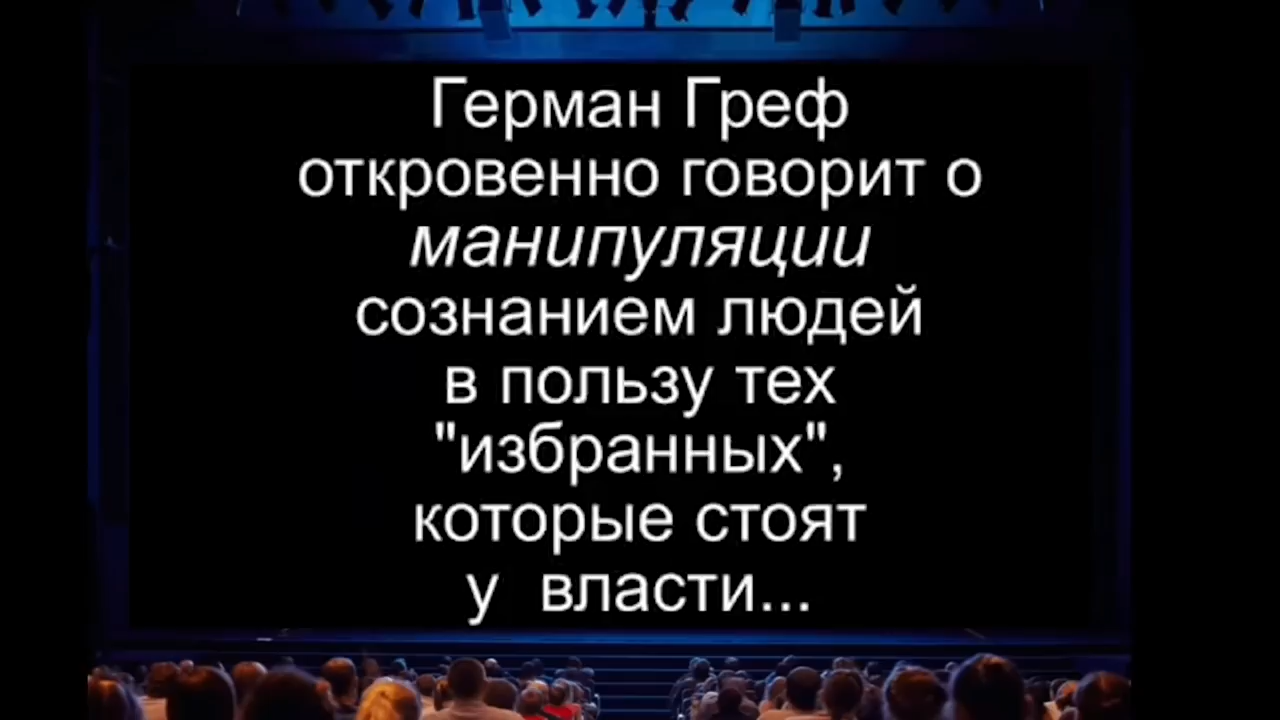 Герман Греф
откровенно говорит о
манипуляции
сознанием людей
в пользу тех
"избранных",
которые стоят
у власти...